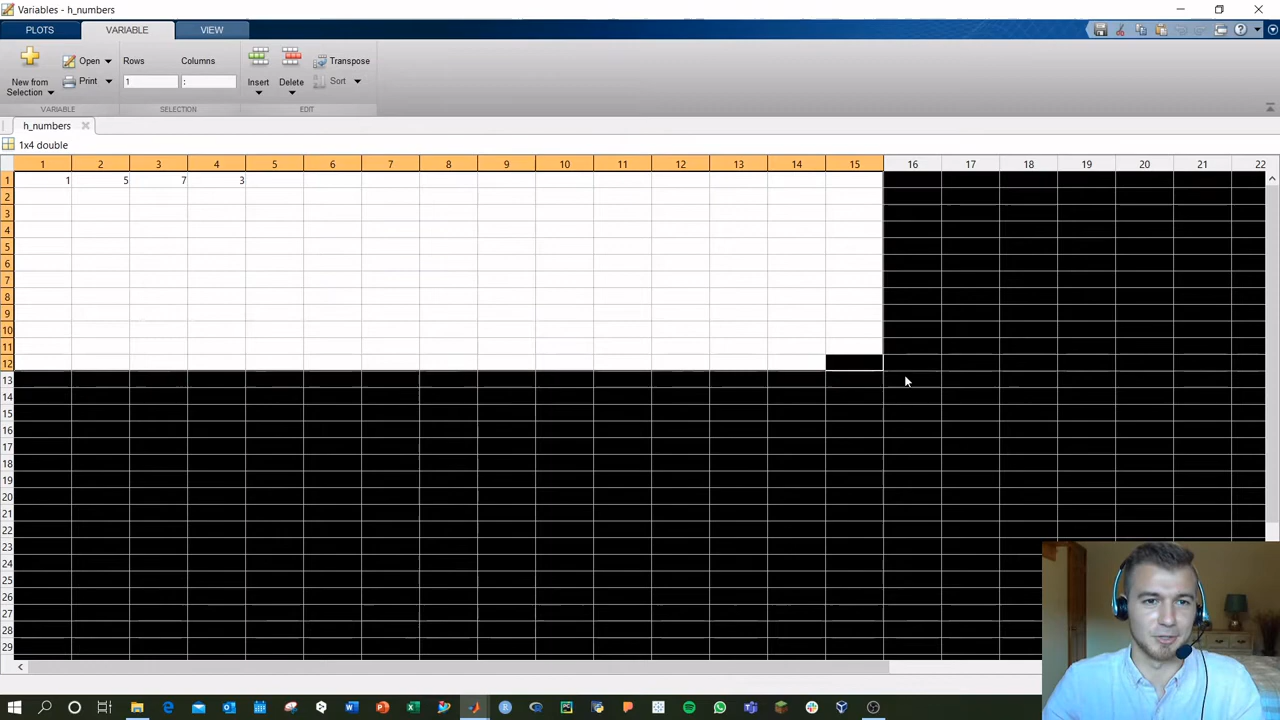 Variables - h_numbers
PLOTS VARIABLE VIEW
New from Selection
Open
Print
Rows
1
Columns
:
Insert
Delete
Transpose
Sort
VARIABLE SELECTION EDIT
h_numbers
1x4 double
1 2 3 4 5 6 7 8 9 10 11 12 13 14 15 16 17 18 19 20 21 22
1 1 5 7 3
2
3
4
5
6
7
8
9
10
11
12
13
14
15
16
17
18
19
20
21
22
23
24
25
26
27
28
29